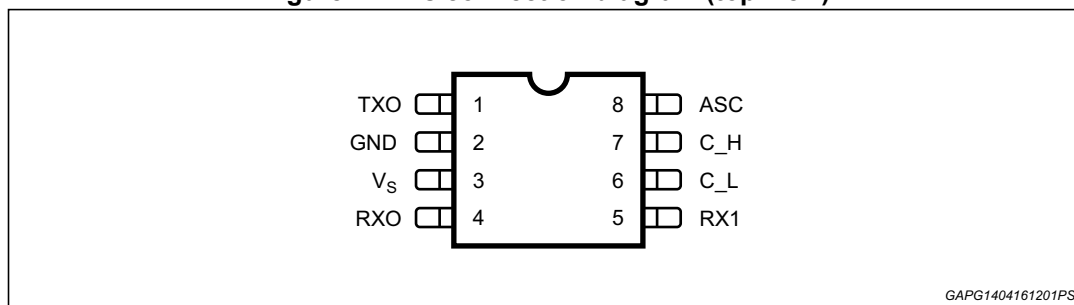 TXO 1 8 ASC
GND 2 7 C_H
VS 3 6 C_L
RXO 4 5 RX1
GAPG1404161201PS